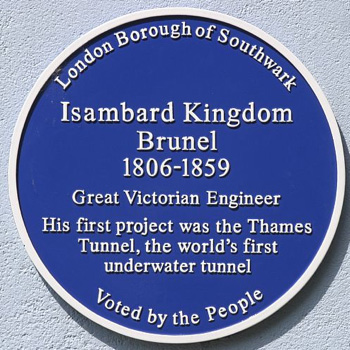 London Borough of Southwark
Isambard Kingdom
Brunel
1806-1859
Great Victorian Engineer
His first project was the Thames
Tunnel, the world's first
underwater tunnel
Voted by the People